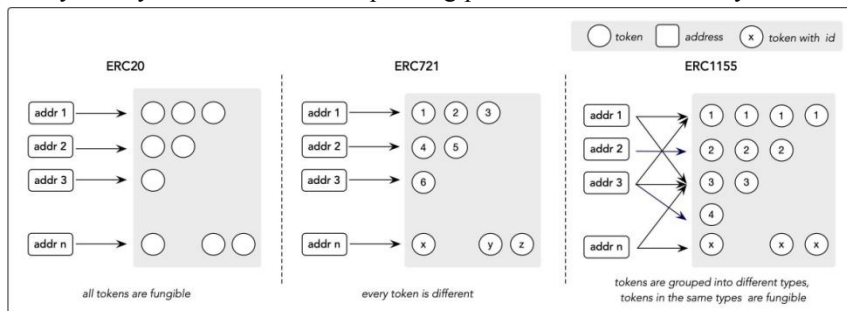 token address x token with id
ERC20
addr 1
addr 2
addr 3
addr n
all tokens are fungible
ERC721
addr 1 1 2 3
addr 2 4 5
addr 3 6
addr n x y z
every token is different
ERC1155
addr 1 1 1 1 1
addr 2 2 2 2
addr 3 3 3
4
addr n x x x
tokens are grouped into different types,
tokens in the same types are fungible